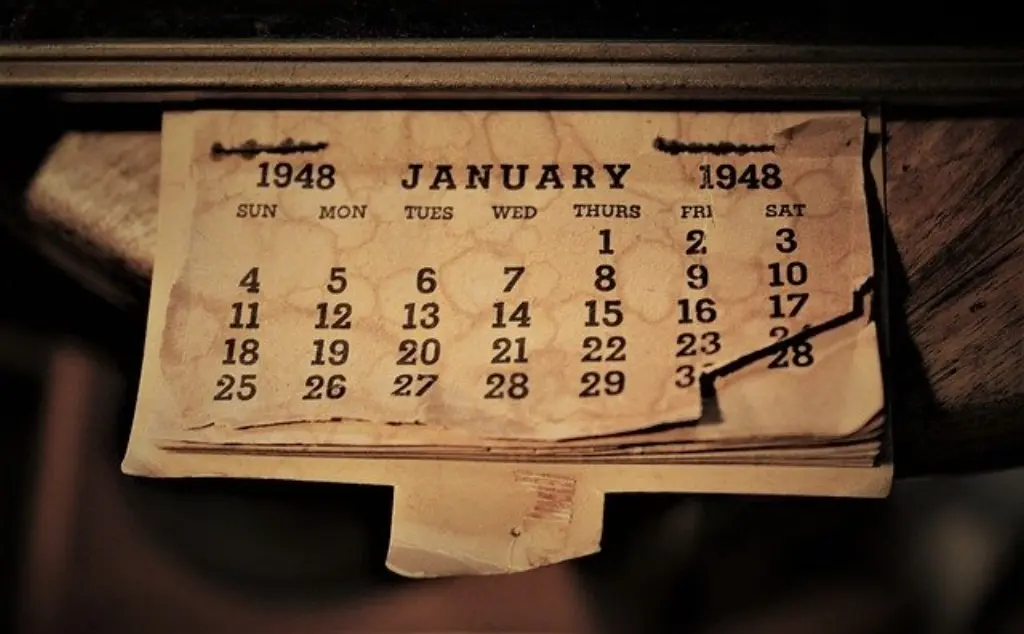 1948 JANUARY 1948
SUN MON TUES WED THURS FRI SAT
1 2 3
4 5 6 7 8 9 10
11 12 13 14 15 16 17
18 19 20 21 22 23
25 26 27 28 29 28